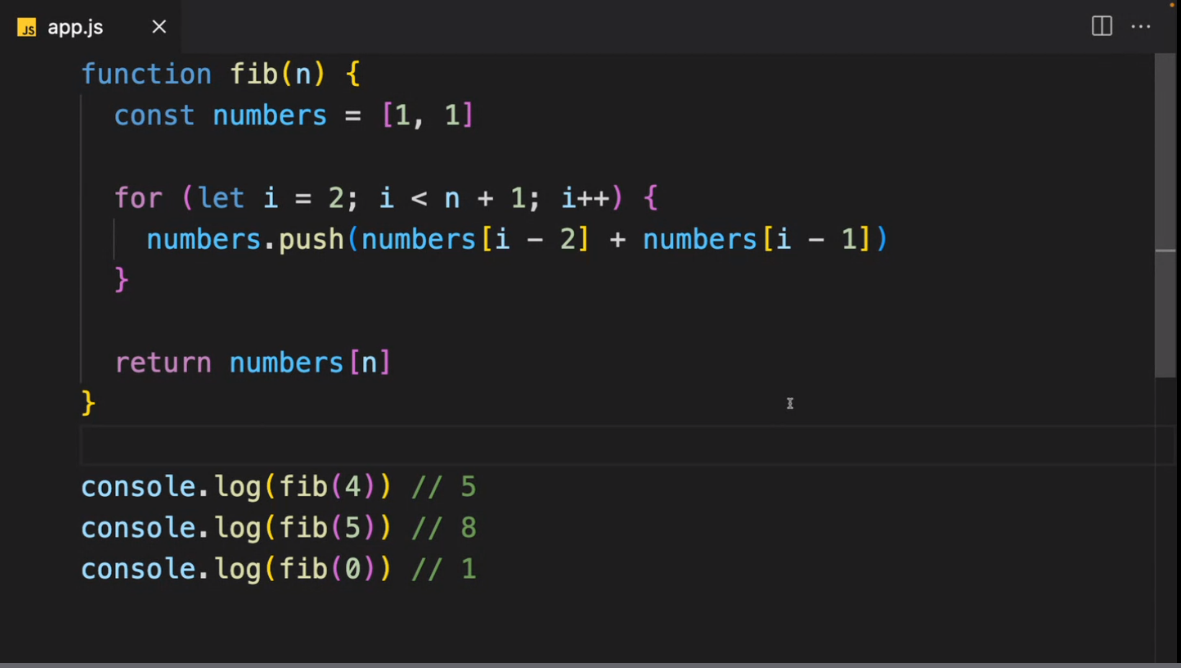 JS app.js
function fib(n) {
  const numbers = [1, 1]

  for (let i = 2; i < n + 1; i++) {
    numbers.push(numbers[i - 2] + numbers[i - 1])
  }

  return numbers[n]
}

console.log(fib(4)) // 5
console.log(fib(5)) // 8
console.log(fib(0)) // 1